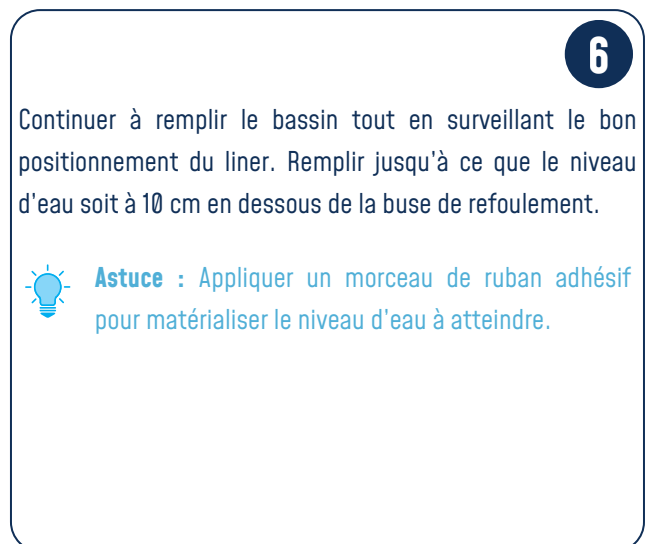 6
Continuer à remplir le bassin tout en surveillant le bon
positionnement du liner. Remplir jusqu'à ce que le niveau
d'eau soit à 10 cm en dessous de la buse de refoulement.
Astuce : Appliquer un morceau de ruban adhésif
pour matérialiser le niveau d'eau à atteindre.